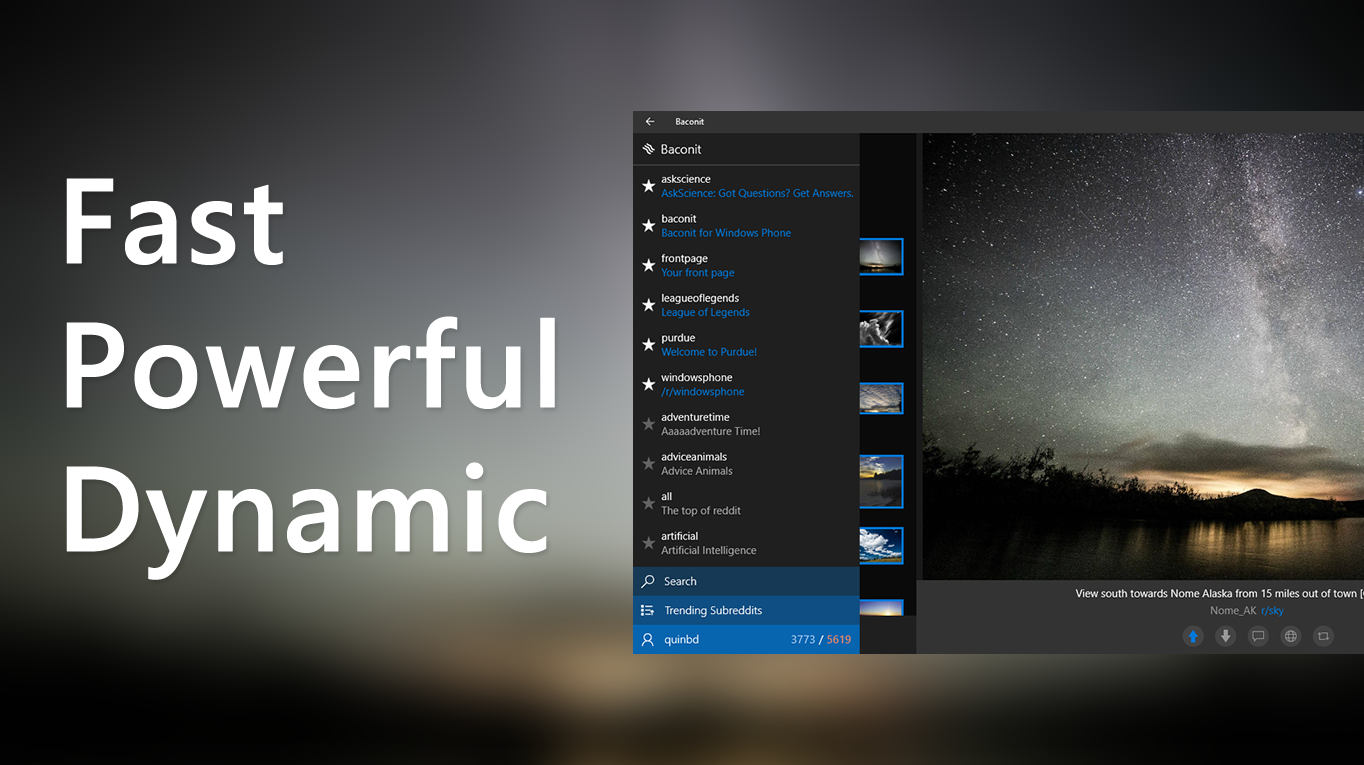 Fast
Powerful
Dynamic
Baconit
Baconit
askscience
AskScience: Got Questions? Get Answers.
baconit
Baconit for Windows Phone
frontpage
Your front page
leagueoflegends
League of Legends
purdue
Welcome to Purdue!
windowsphone
/r/windowsphone
adventuretime
Aaaaadventure Time!
adviceanimals
Advice Animals
all
The top of reddit
artificial
Artificial Intelligence
Search
Trending Subreddits
quinbd 3773 / 5619
View south towards Nome Alaska from 15 miles out of town [
Nome_AK r/sky